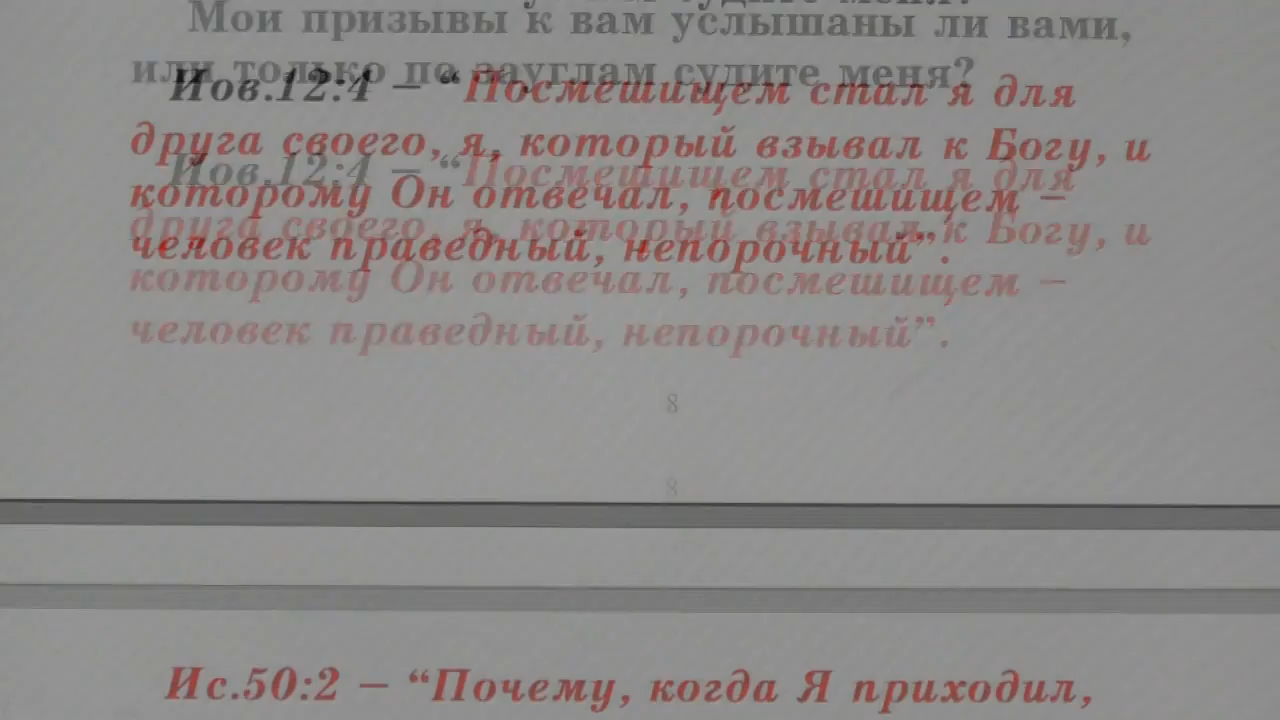 Мои призывы к вам услышаны ли вами,
или только по зауглам судите меня?
Иов.12:4 – “Посмешищем стал я для
друга своего, я, который взывал к Богу, и
которому Он отвечал, посмешищем –
человек праведный, непорочный”.
Иов.12:4 – “Посмешищем стал я для
друга своего, я, который взывал к Богу, и
которому Он отвечал, посмешищем –
человек праведный, непорочный”.
8
8
Ис.50:2 – “Почему, когда Я приходил,